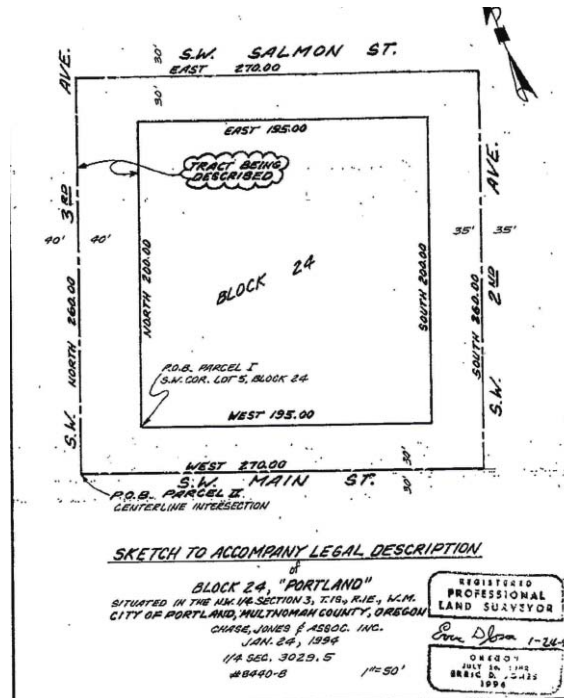 S.W. SALMON ST.
30'
EAST 270.00
30'
AVE.
EAST 195.00
TRACT BEING
DESCRIBED
3RD
AVE.
40' 40'
35' 35'
NORTH 200.00
BLOCK 24
SOUTH 200.00
2ND
NORTH 260.00
SOUTH 260.00
P.O.B. PARCEL I
S.W. COR. LOT 5, BLOCK 24
S.W.
S.W.
WEST 195.00
WEST 270.00
30'
S.W. MAIN ST.
30'
P.O.B. PARCEL II
CENTERLINE INTERSECTION
SKETCH TO ACCOMPANY LEGAL DESCRIPTION
of
BLOCK 24, "PORTLAND"
SITUATED IN THE N.W. 1/4 SECTION 3, T.1S., R.1E., W.M.
CITY OF PORTLAND, MULTNOMAH COUNTY, OREGON
CHASE, JONES & ASSOC. INC.
JAN. 24, 1994
1/4 SEC. 3029.5
#8440-B 1"=50'
REGISTERED
PROFESSIONAL
LAND SURVEYOR
1-24-
OREGON
JULY
ERIC D. JONES
1994